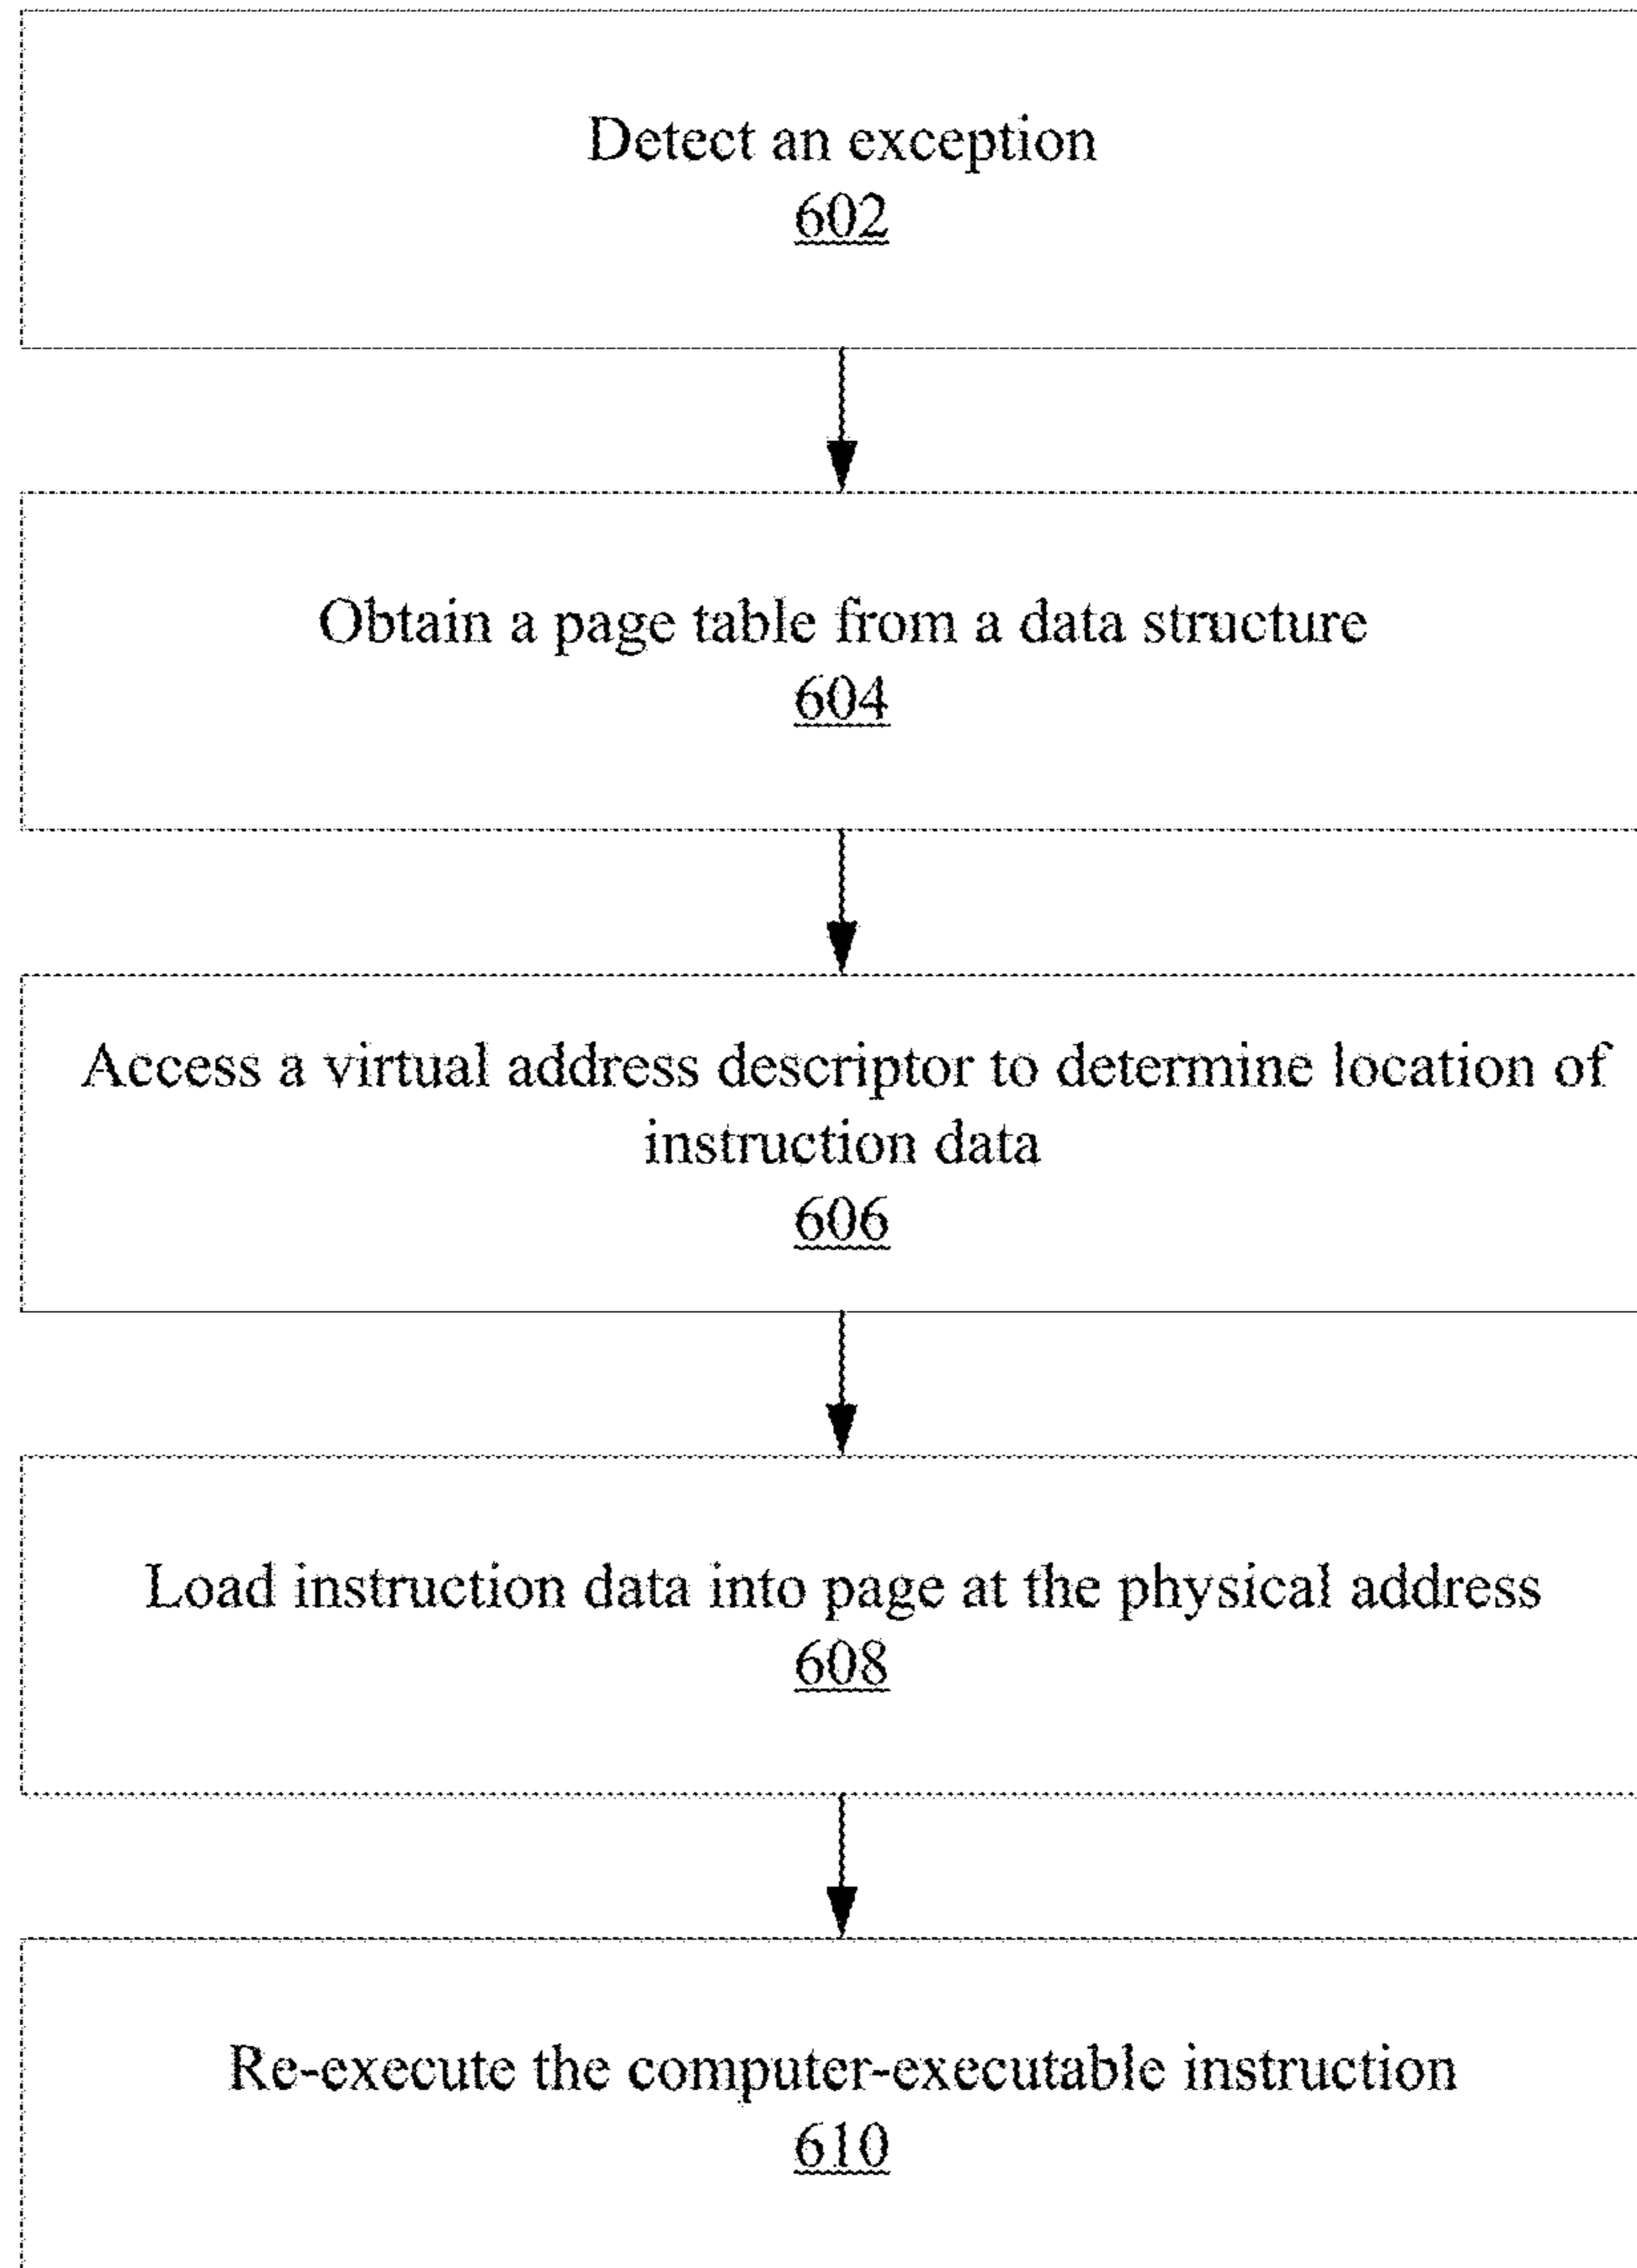 Detect an exception
602
Obtain a page table from a data structure
604
Access a virtual address descriptor to determine location of
instruction data
606
Load instruction data into page at the physical address
608
Re-execute the computer-executable instruction
610